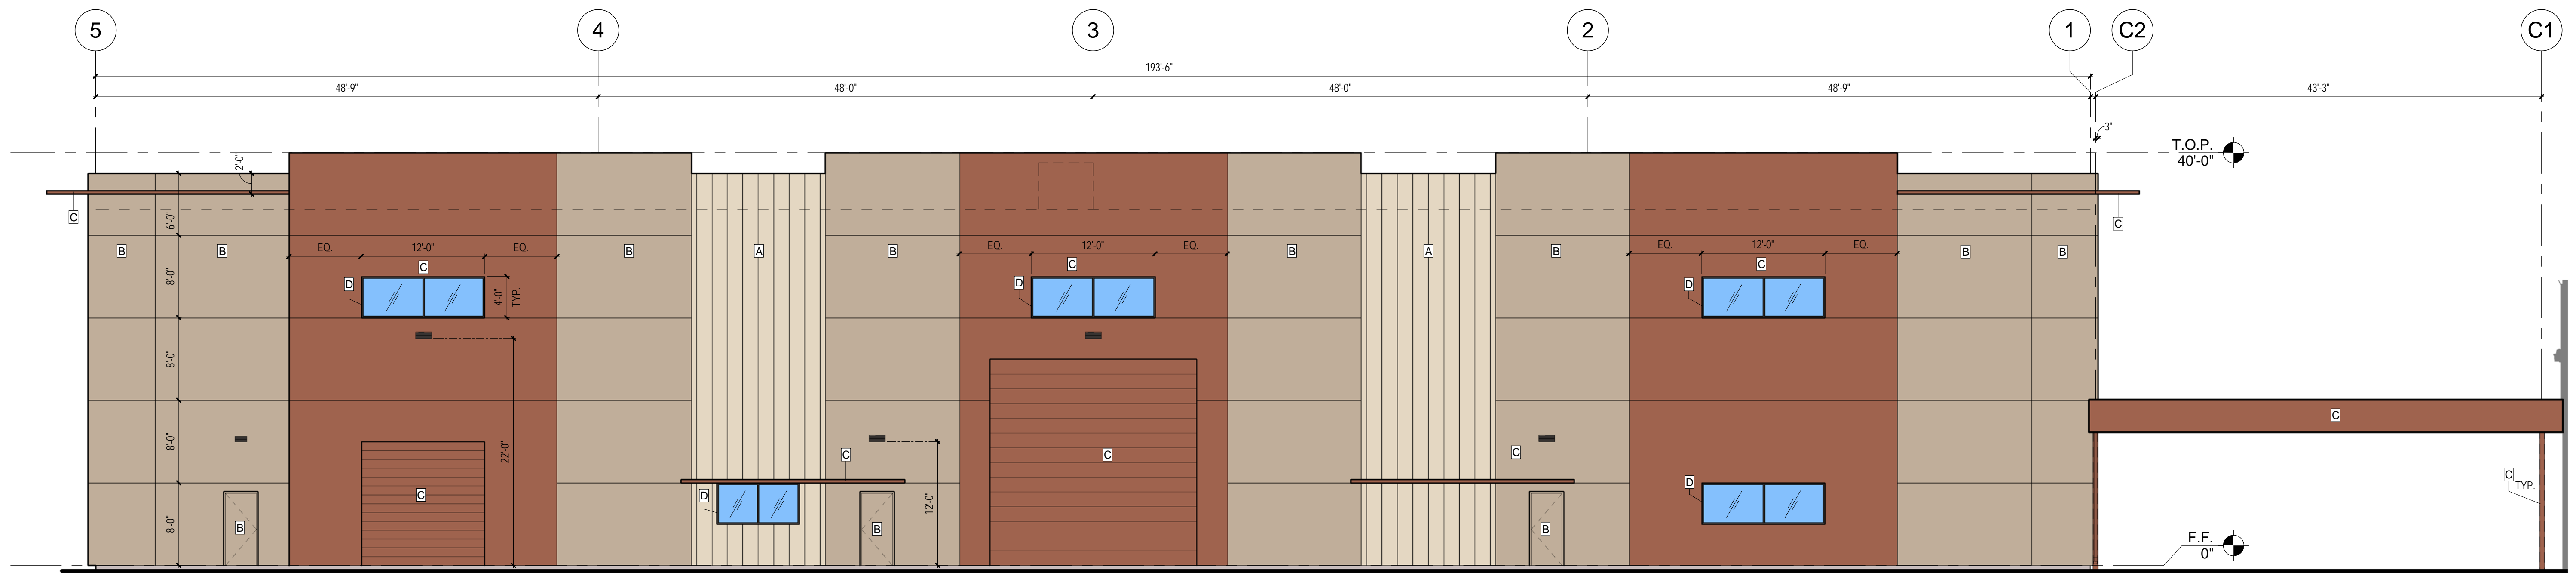 5 4 3 2 1 C2 C1
193'-6"
48'-9" 48'-0" 48'-0" 48'-9" 43'-3"
3"
T.O.P.
40'-0"
2'-0"
C
C
6'-0"
B B EQ. 12'-0" EQ. B A B EQ. 12'-0" EQ. B A B EQ. 12'-0" EQ. B B
C C C
8'-0" D 4'-0" TYP. D D
8'-0"
C
22'-0"
8'-0"
C C C
C
C
TYP.
D D
12'-0"
8'-0" B B B
F.F.
0"